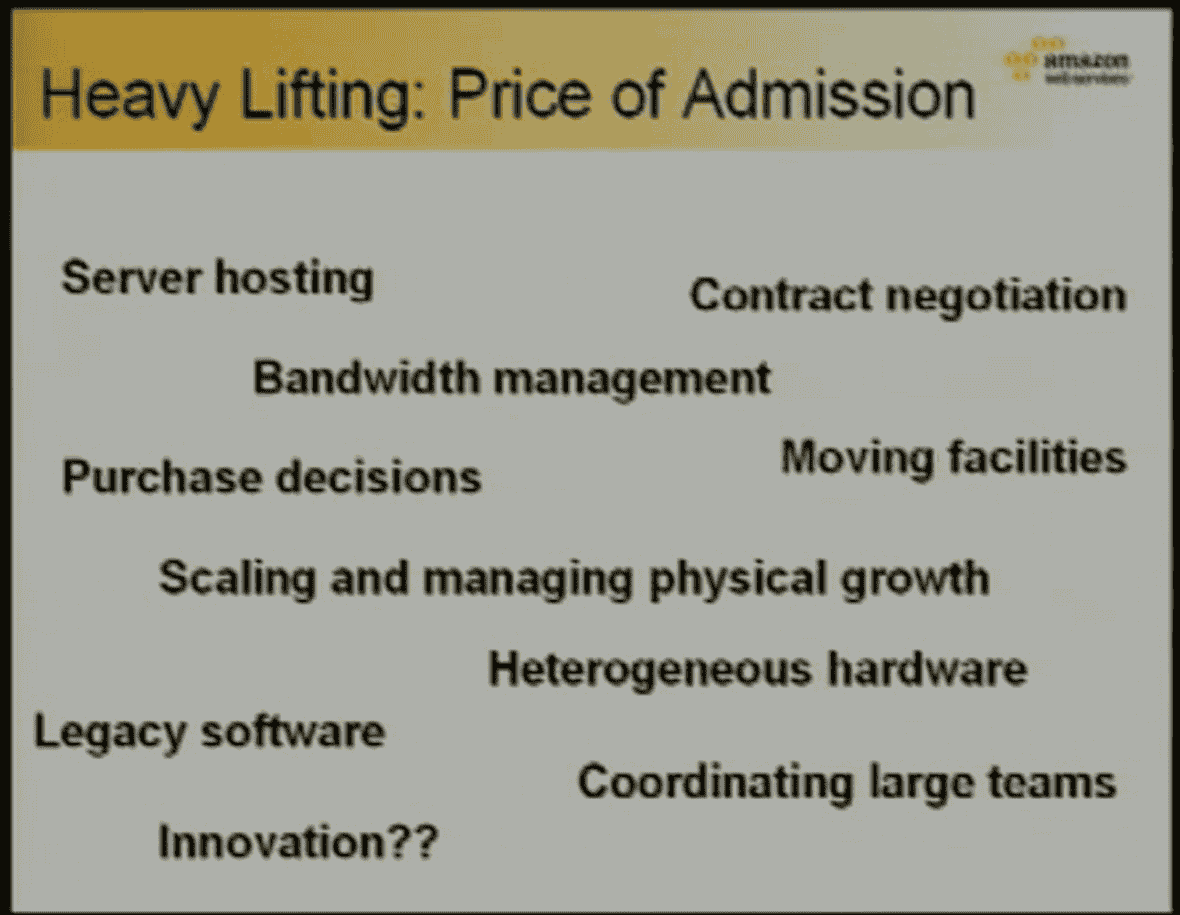 Heavy Lifting: Price of Admission
amazon
web services
Server hosting
Contract negotiation
Bandwidth management
Moving facilities
Purchase decisions
Scaling and managing physical growth
Heterogeneous hardware
Legacy software
Coordinating large teams
Innovation??